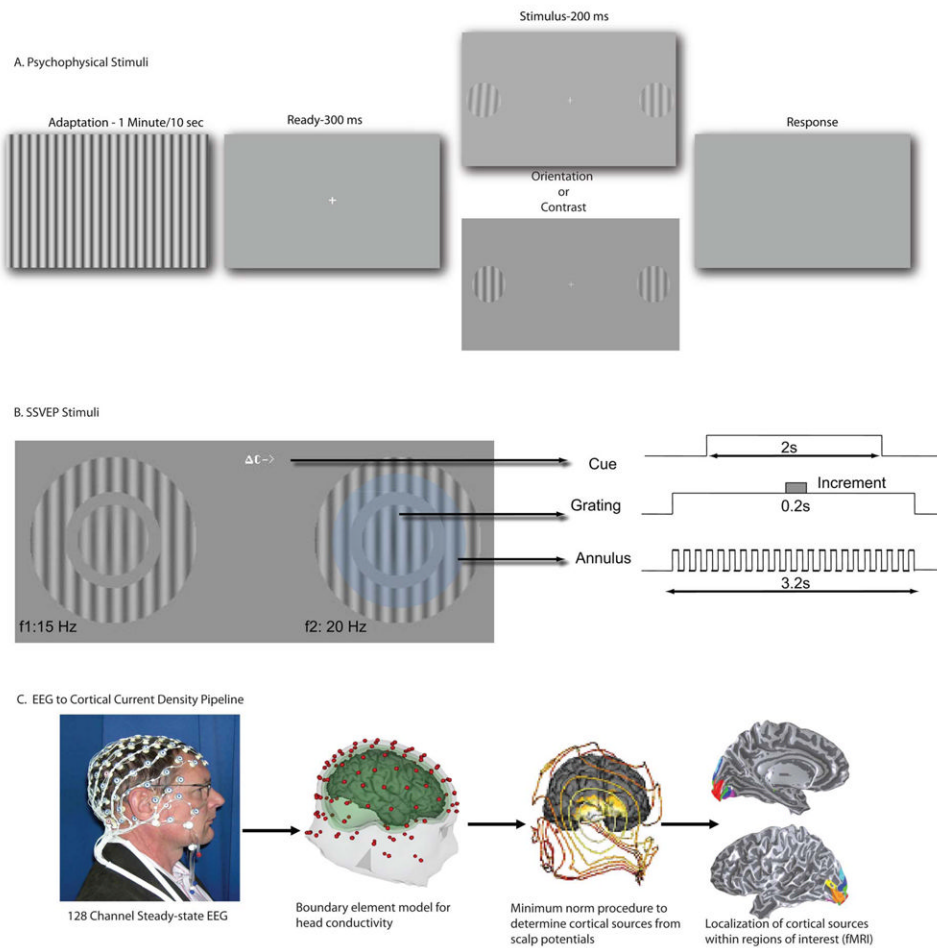 A. Psychophysical Stimuli
Adaptation - 1 Minute/10 sec
Ready-300 ms
Stimulus-200 ms
Orientation
or
Contrast
Response
B. SSVEP Stimuli
ΔC->
f1:15 Hz
f2: 20 Hz
Cue
2s
Grating
Increment
0.2s
Annulus
3.2s
C. EEG to Cortical Current Density Pipeline
128 Channel Steady-state EEG
Boundary element model for
head conductivity
Minimum norm procedure to
determine cortical sources from
scalp potentials
Localization of cortical sources
within regions of interest (fMRI)